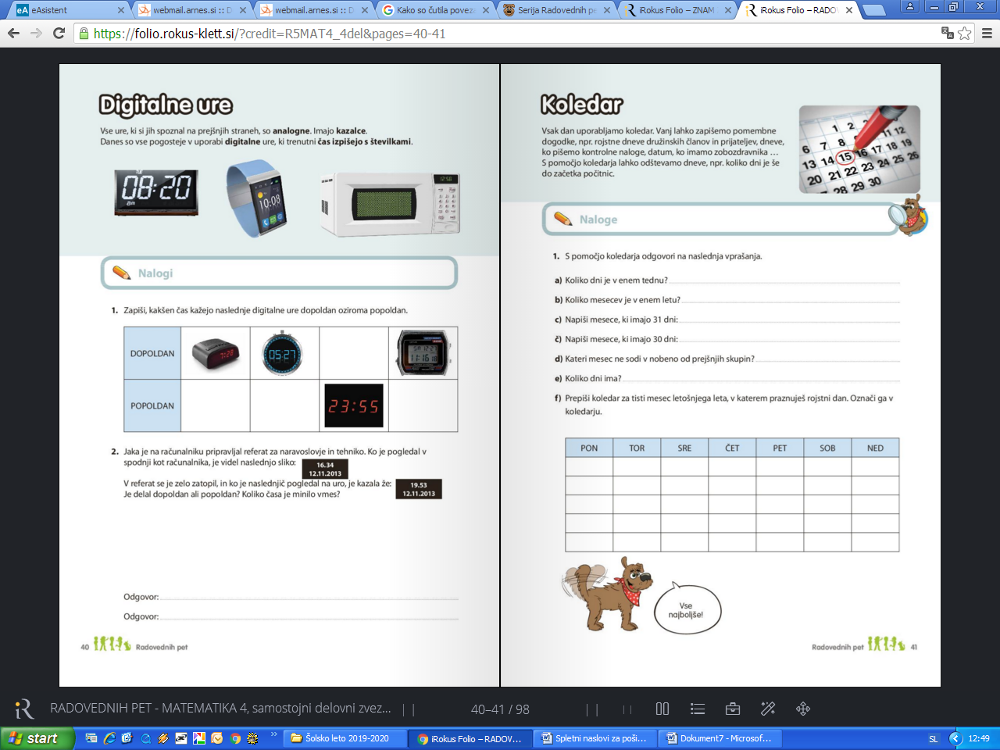 eAsistent
webmail.arnes.si :: D
webmail.arnes.si :: D
Kako so čutila poveza
Serija Radovednih pe
iRokus Folio – ZNAM
iRokus Folio – RADOV
https://folio.rokus-klett.si/?credit=R5MAT4_4del&pages=40-41
Digitalne ure
Vse ure, ki si jih spoznal na prejšnjih straneh, so analogne. Imajo kazalce.
Danes so vse pogosteje v uporabi digitalne ure, ki trenutni čas izpišejo s številkami.
08:20
am
10:08
12:56
Nalogi
1. Zapiši, kakšen čas kažejo naslednje digitalne ure dopoldan oziroma popoldan.
DOPOLDAN
7:28
05:27
11:16
POPOLDAN
23:55
2. Jaka je na računalniku pripravljal referat za naravoslovje in tehniko. Ko je pogledal v
spodnji kot računalnika, je videl naslednjo sliko:
16.34
12.11.2013
V referat se je zelo zatopil, in ko je naslednjič pogledal na uro, je kazala že:
19.53
12.11.2013
Je delal dopoldan ali popoldan? Koliko časa je minilo vmes?
Odgovor:
Odgovor:
40 Radovednih pet
Koledar
Vsak dan uporabljamo koledar. Vanj lahko zapišemo pomembne
dogodke, npr. rojstne dneve družinskih članov in prijateljev, dneve,
ko pišemo kontrolne naloge, datum, ko imamo zobozdravnika …
S pomočjo koledarja lahko odštevamo dneve, npr. koliko dni je še
do začetka počitnic.
1 2 4
6 7 8 11 12
13 14 15 16 17 18 19
20 21 22 23 24 25 26
28 29 30
Naloge
1. S pomočjo koledarja odgovori na naslednja vprašanja.
a) Koliko dni je v enem tednu?
b) Koliko mesecev je v enem letu?
c) Napiši mesece, ki imajo 31 dni:
č) Napiši mesece, ki imajo 30 dni:
d) Kateri mesec ne sodi v nobeno od prejšnjih skupin?
e) Koliko dni ima?
f) Prepiši koledar za tisti mesec letošnjega leta, v katerem praznuješ rojstni dan. Označi ga v
koledarju.
PON TOR SRE ČET PET SOB NED
Vse
najboljše!
Radovednih pet 41
RADOVEDNIH PET - MATEMATIKA 4, samostojni delovni zvez...
40–41 / 98
start
Šolsko leto 2019-2020
iRokus Folio – RADOV...
Spletni naslovi za poši...
Dokument7 - Microsof...
SL
12:49